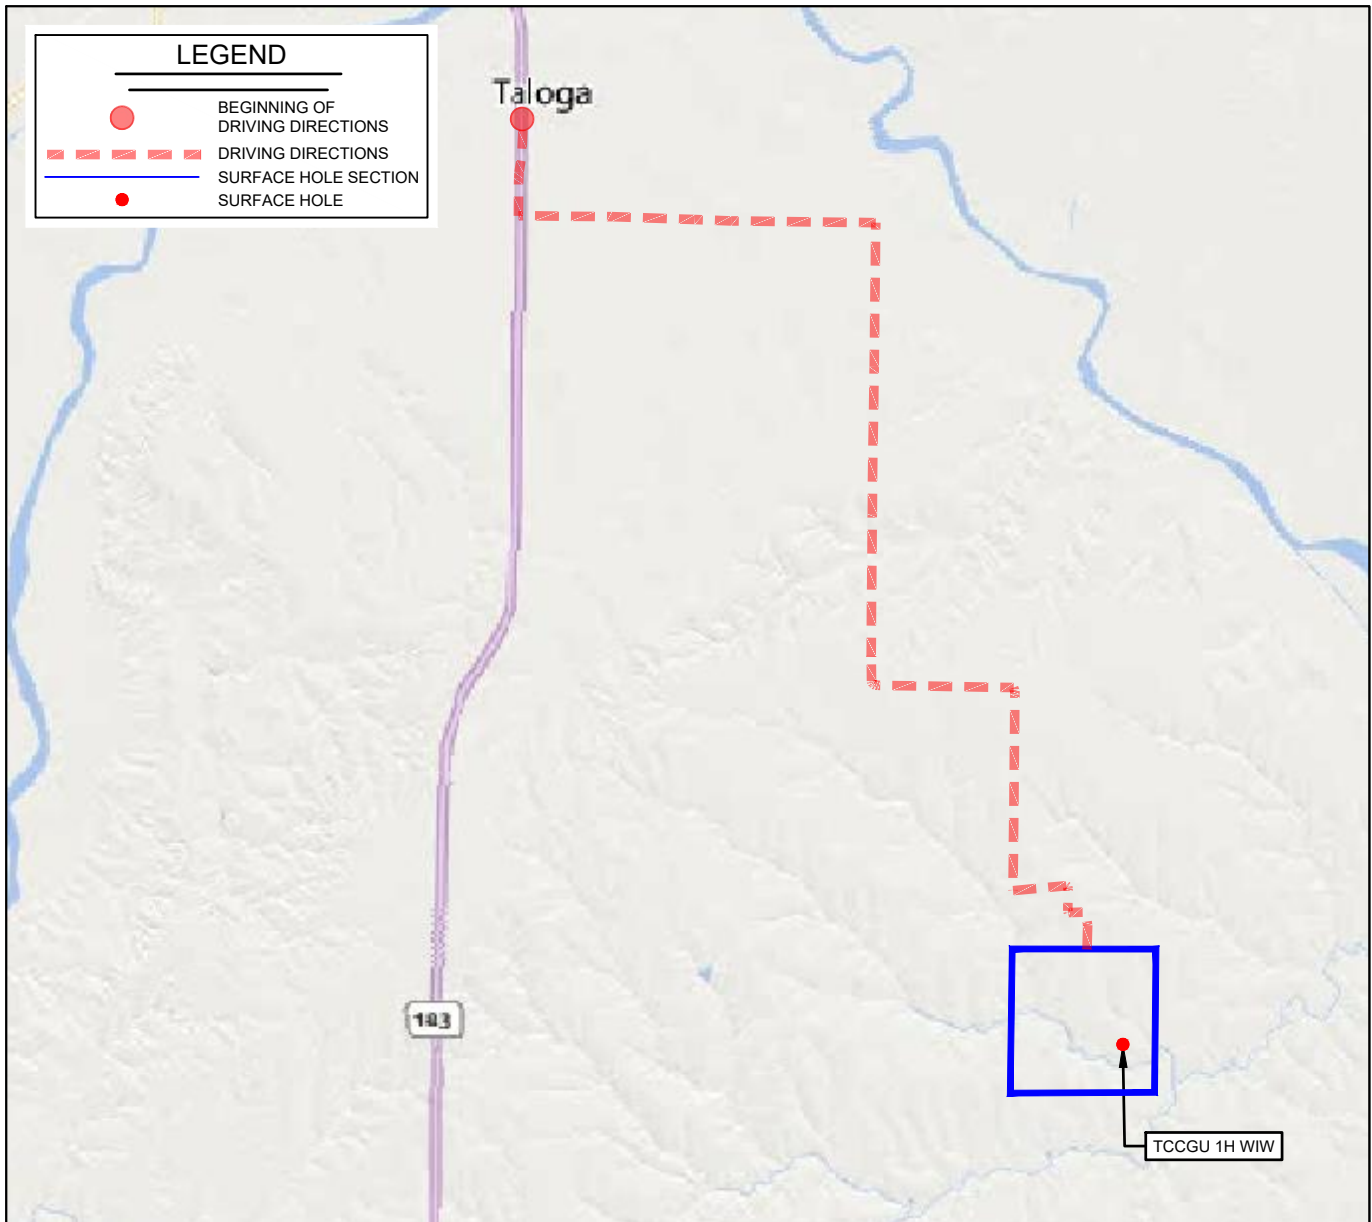 LEGEND
BEGINNING OF
DRIVING DIRECTIONS
DRIVING DIRECTIONS
SURFACE HOLE SECTION
SURFACE HOLE
Taloga
183
TCCGU 1H WIW